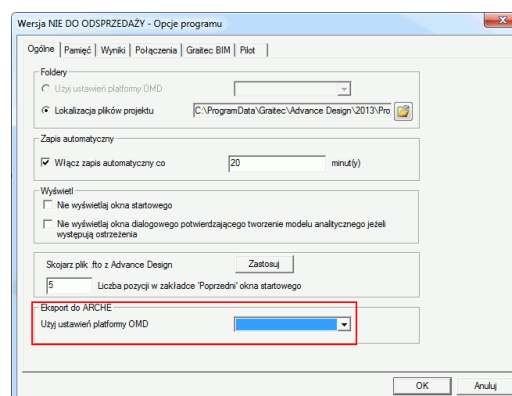 Wersja NIE DO ODSPRZEDAŻY - Opcje programu
Ogólne Pamięć Wyniki Połączenia Graitec BIM Pilot
Foldery
Użyj ustawień platformy OMD
Lokalizacja plików projektu C:\ProgramData\Graitec\Advance Design\2013\Pro
Zapis automatyczny
Włącz zapis automatyczny co 20 minut(y)
Wyświetl
Nie wyświetlaj okna startowego
Nie wyświetlaj okna dialogowego potwierdzającego tworzenie modelu analitycznego jeżeli
występują ostrzeżenia
Skojarz plik .fto z Advance Design Zastosuj
5 Liczba pozycji w zakładce 'Poprzedni' okna startowego
Eksport do ARCHE
Użyj ustawień platformy OMD
OK Anuluj